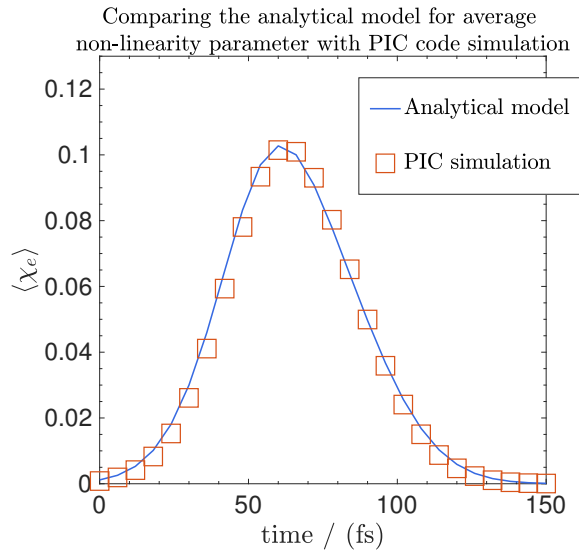 Comparing the analytical model for average
non-linearity parameter with PIC code simulation
0.12
Analytical model
0.1
PIC simulation
0.08
⟨χₑ⟩
0.06
0.04
0.02
0
0 50 100 150
time / (fs)